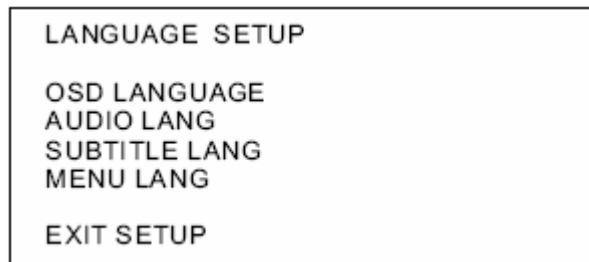 LANGUAGE SETUP
OSD LANGUAGE
AUDIO LANG
SUBTITLE LANG
MENU LANG
EXIT SETUP